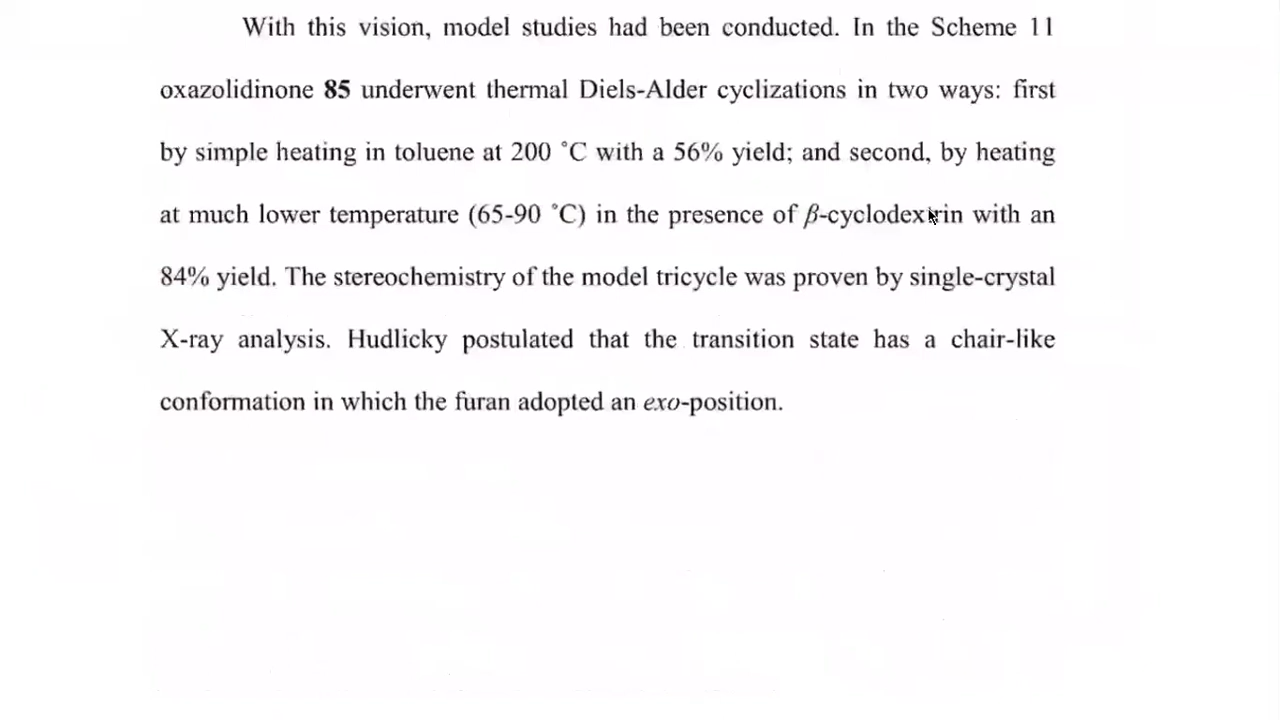 With this vision, model studies had been conducted. In the Scheme 11
oxazolidinone 85 underwent thermal Diels-Alder cyclizations in two ways: first
by simple heating in toluene at 200 ˚C with a 56% yield; and second, by heating
at much lower temperature (65-90 ˚C) in the presence of β-cyclodextrin with an
84% yield. The stereochemistry of the model tricycle was proven by single-crystal
X-ray analysis. Hudlicky postulated that the transition state has a chair-like
conformation in which the furan adopted an exo-position.